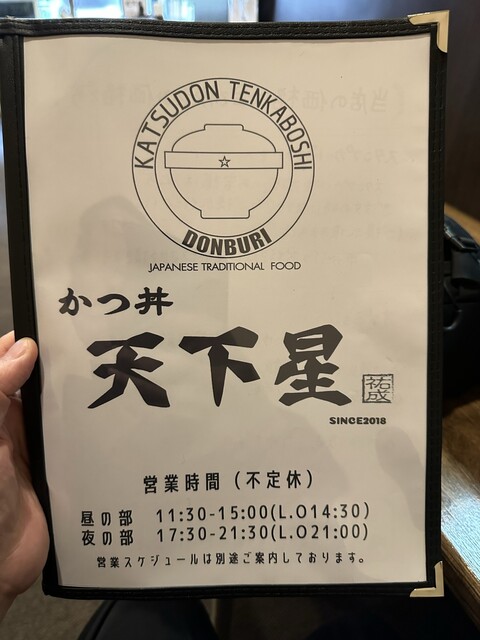 KATSUDON TENKABOSHI
DONBURI
JAPANESE TRADITIONAL FOOD
かつ丼
天下星
祐成
SINCE2018
営業時間(不定休)
昼の部 11:30-15:00(L.O14:30)
夜の部 17:30-21:30(L.O21:00)
営業スケジュールは別途ご案内しております。